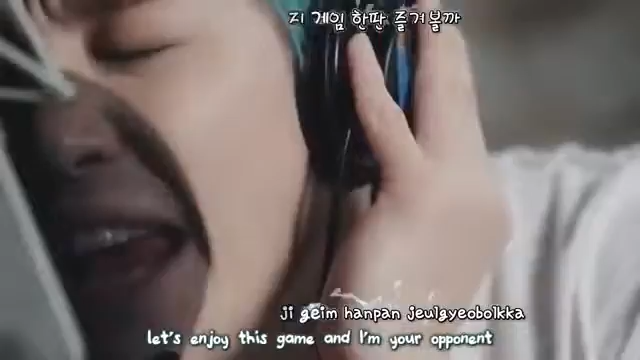 지 게임 한판 즐겨볼까
ji geim hanpan jeulgyeobolkka
let's enjoy this game and I'm your opponent